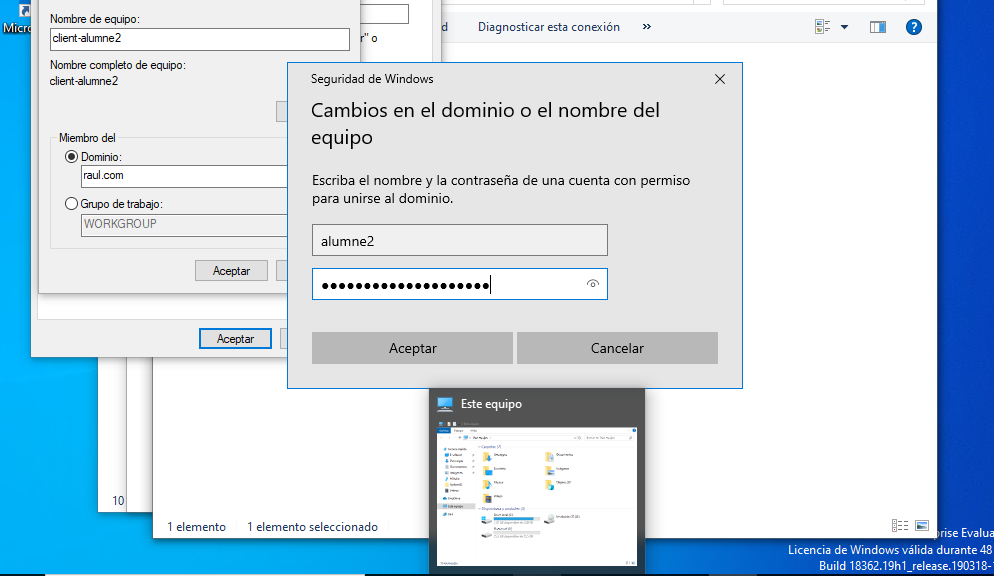 Micro
Nombre de equipo:
client-alumne2
r" o
Nombre completo de equipo:
client-alumne2
d
Diagnosticar esta conexión
»
?
Miembro del
Dominio:
raul.com
Grupo de trabajo:
WORKGROUP
Aceptar
Aceptar
Seguridad de Windows
Cambios en el dominio o el nombre del
equipo
Escriba el nombre y la contraseña de una cuenta con permiso
para unirse al dominio.
alumne2
●●●●●●●●●●●●●●●●●●●●
Aceptar
Cancelar
Este equipo
10
1 elemento
1 elemento seleccionado
prise Evalua
Licencia de Windows válida durante 48
Build 18362.19h1_release.190318-1